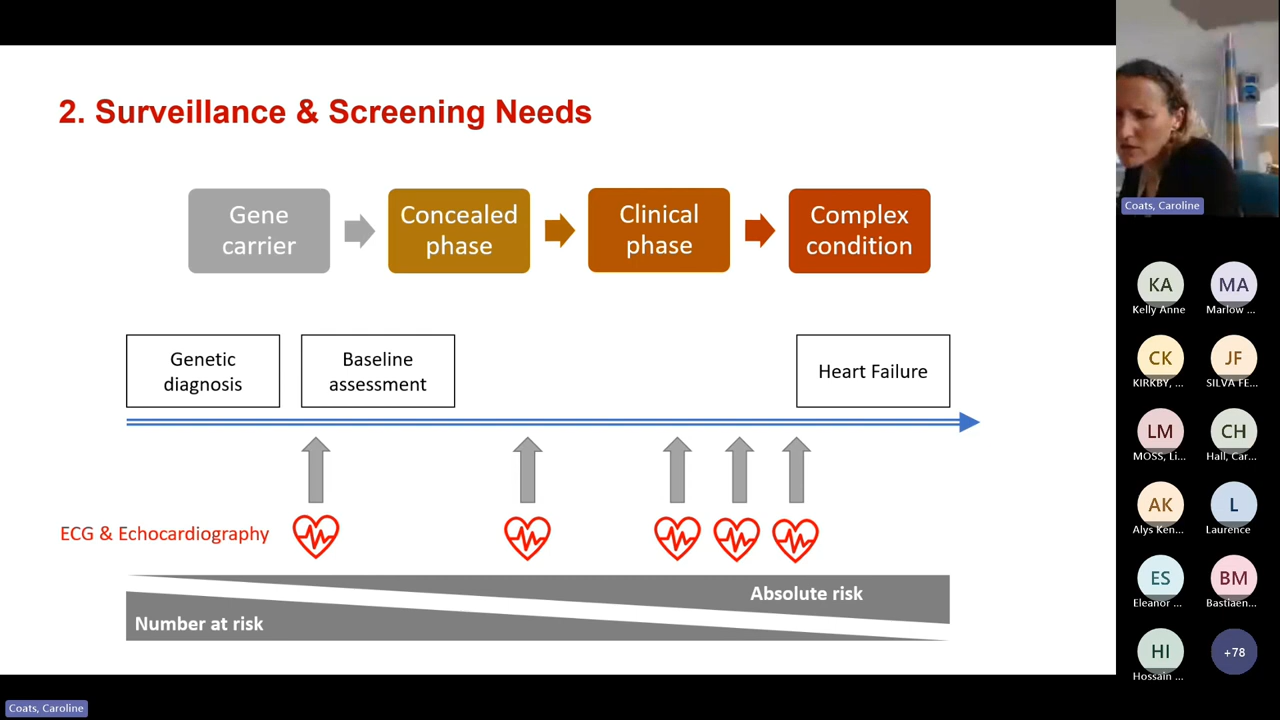 2. Surveillance & Screening Needs
Gene
carrier
Concealed
phase
Clinical
phase
Complex
condition
Genetic
diagnosis
Baseline
assessment
Heart Failure
ECG & Echocardiography
Absolute risk
Number at risk
Coats, Caroline
KA
Kelly Anne
MA
Marlow ...
CK
KIRKBY, ...
JF
SILVA FE...
LM
MOSS, Li...
CH
Hall, Car...
AK
Alys Ken...
L
Laurence
ES
Eleanor ...
BM
Bastiaen...
HI
Hossain ...
+78
Coats, Caroline